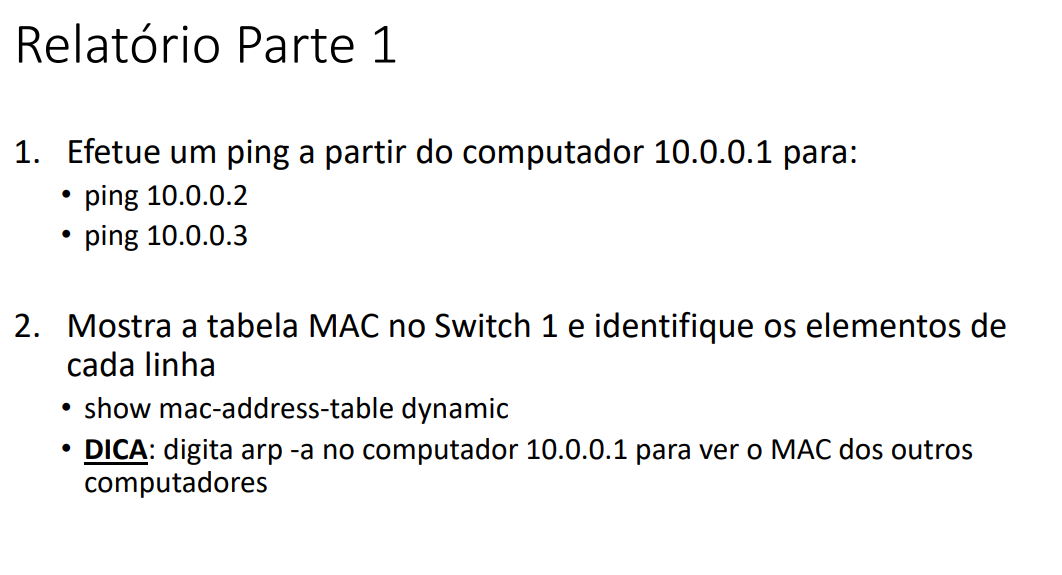 Relatório Parte 1
1. Efetue um ping a partir do computador 10.0.0.1 para:
• ping 10.0.0.2
• ping 10.0.0.3
2. Mostra a tabela MAC no Switch 1 e identifique os elementos de
cada linha
• show mac-address-table dynamic
• DICA: digita arp -a no computador 10.0.0.1 para ver o MAC dos outros
computadores